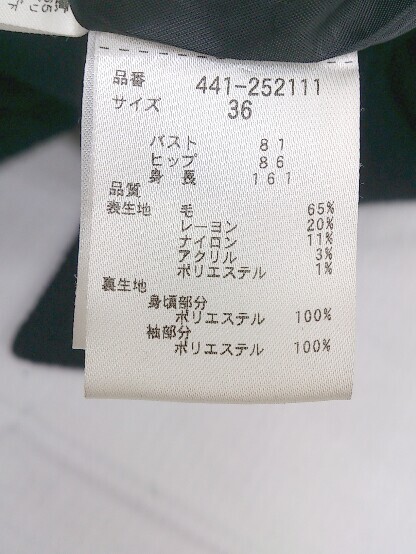 品番 441-252111
サイズ 36
バスト 81
ヒップ 86
身長 161
品質
表生地 毛 65%
レーヨン 20%
ナイロン 11%
アクリル 3%
ポリエステル 1%
裏生地
身頃部分
ポリエステル 100%
袖部分
ポリエステル 100%